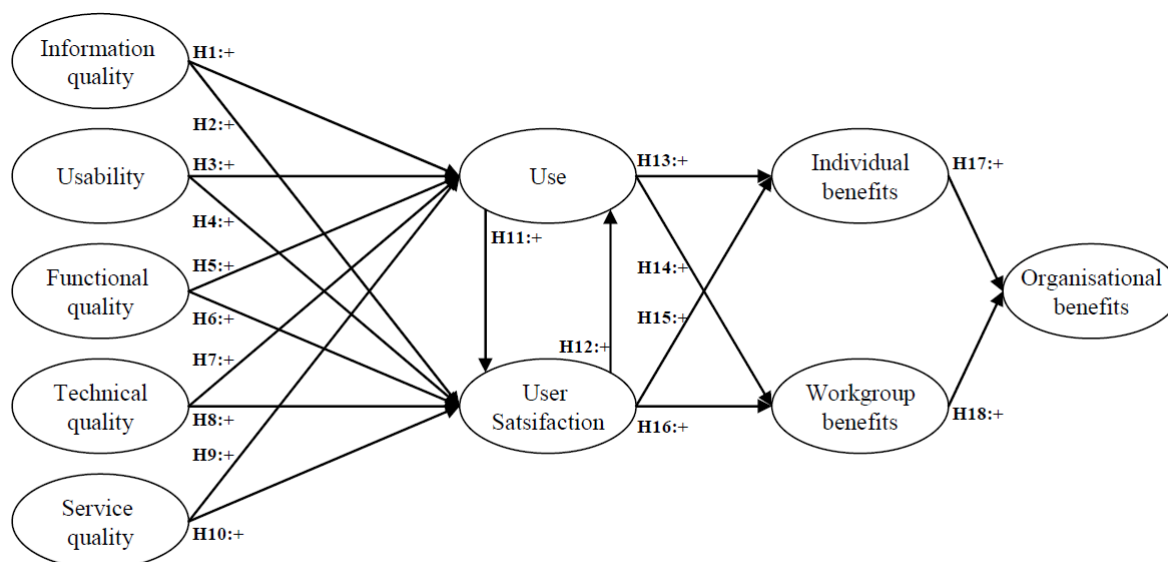 Information
quality
H1:+
H2:+
Usability
H3:+
H4:+
Functional
quality
H5:+
H6:+
Technical
quality
H7:+
H8:+
Service
quality
H9:+
H10:+
Use
H11:+
H12:+
User
Satsifaction
H13:+
H14:+
H15:+
H16:+
Individual
benefits
Workgroup
benefits
H17:+
H18:+
Organisational
benefits